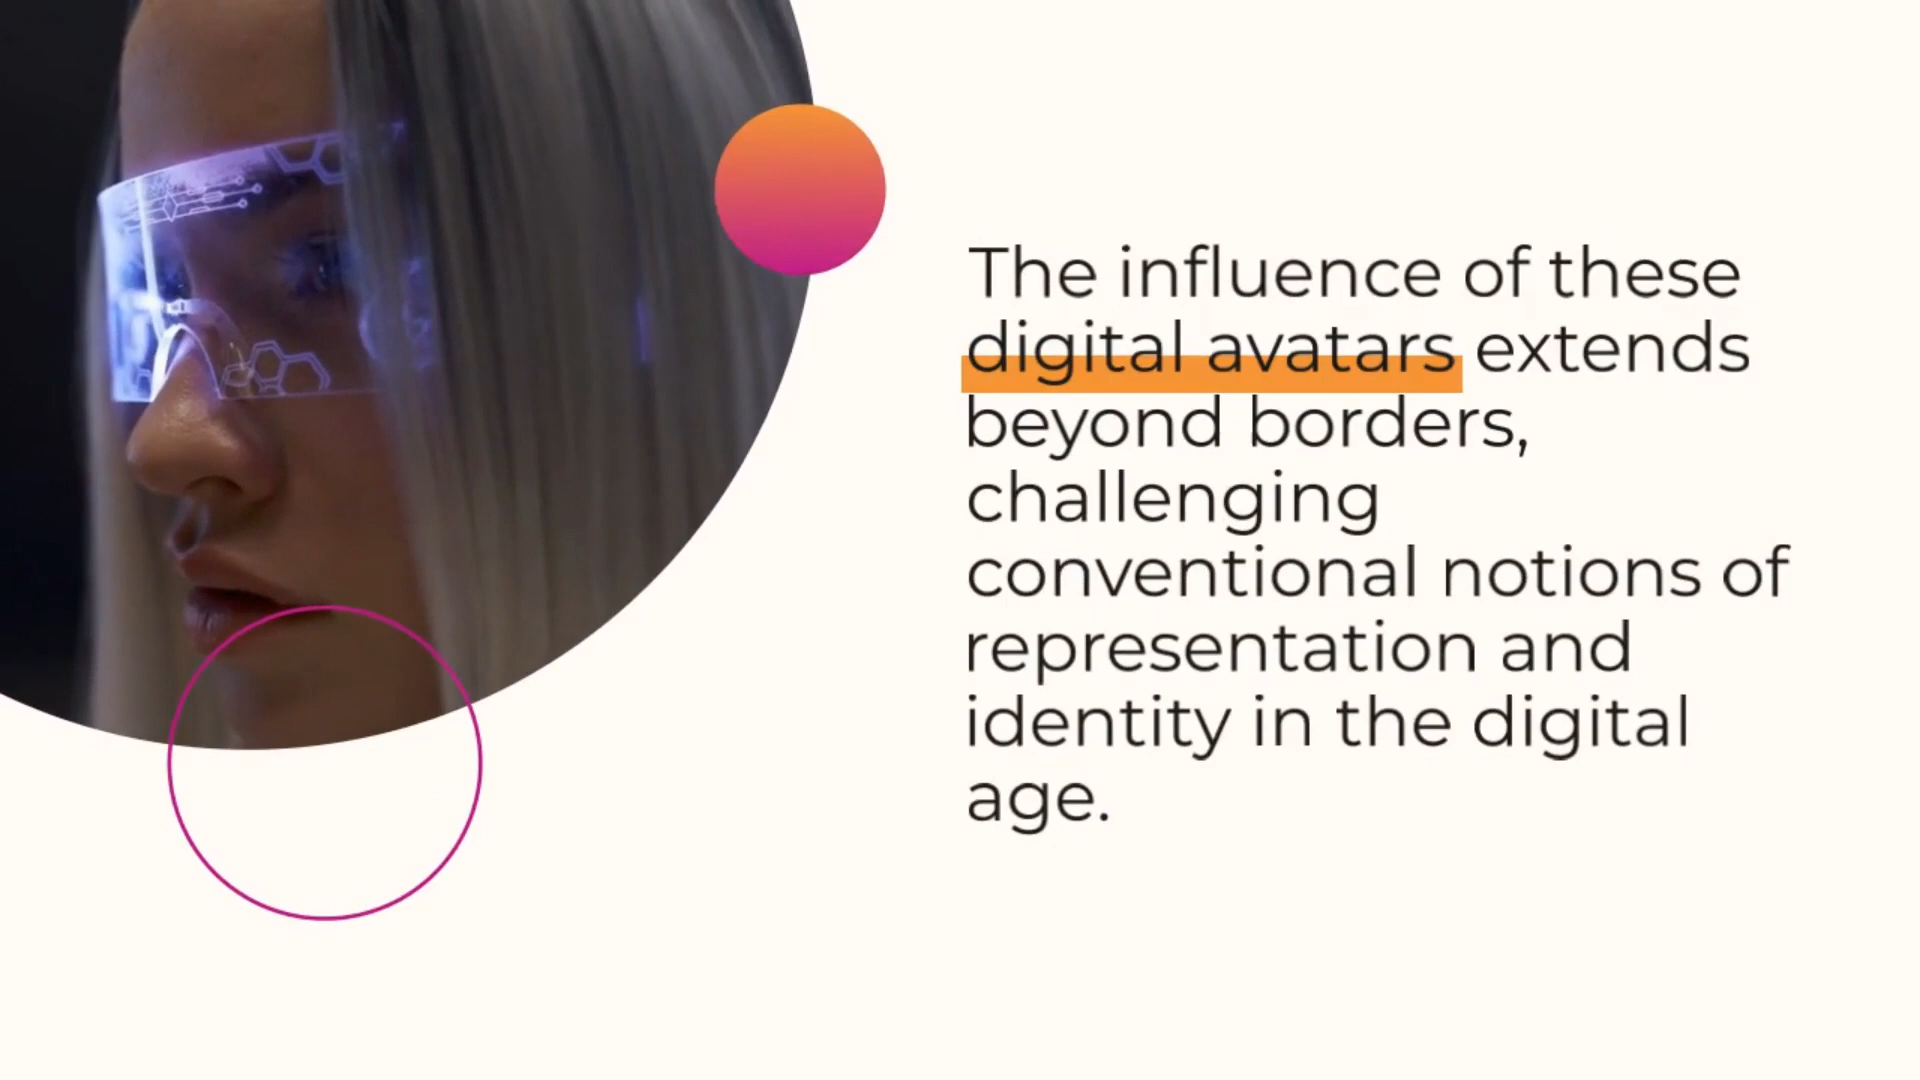 The influence of these
digital avatars extends
beyond borders,
challenging
conventional notions of
representation and
identity in the digital
age.